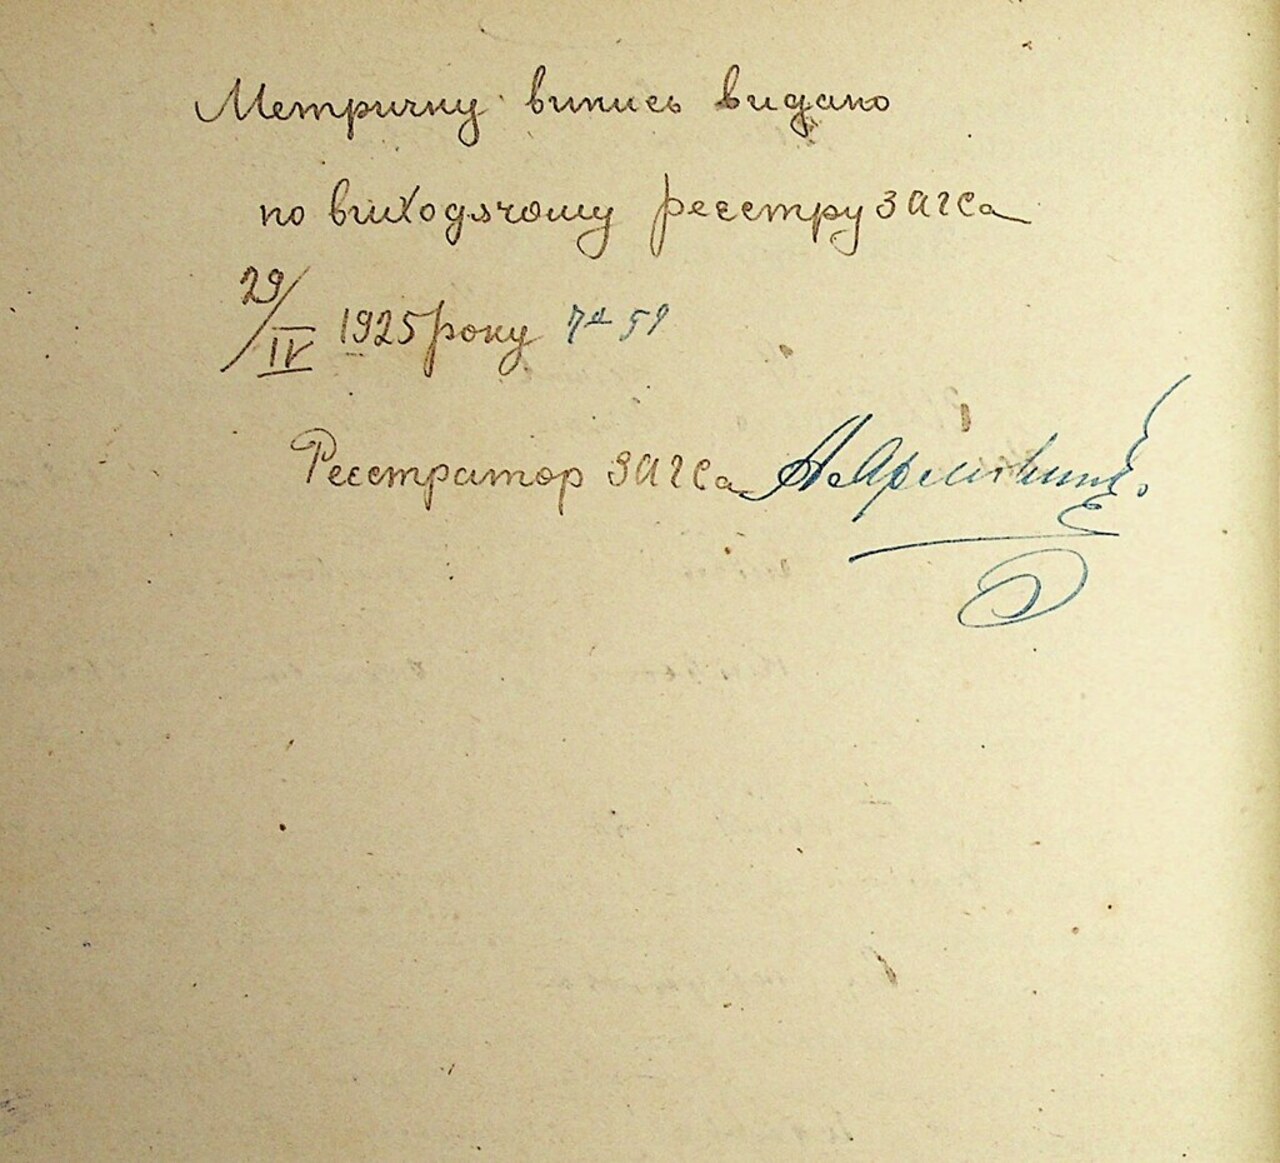 Метричну випись видано
по виходячому реєстру ЗАГСа
29/IV 1925 року № 59
Реєстратор ЗАГСа